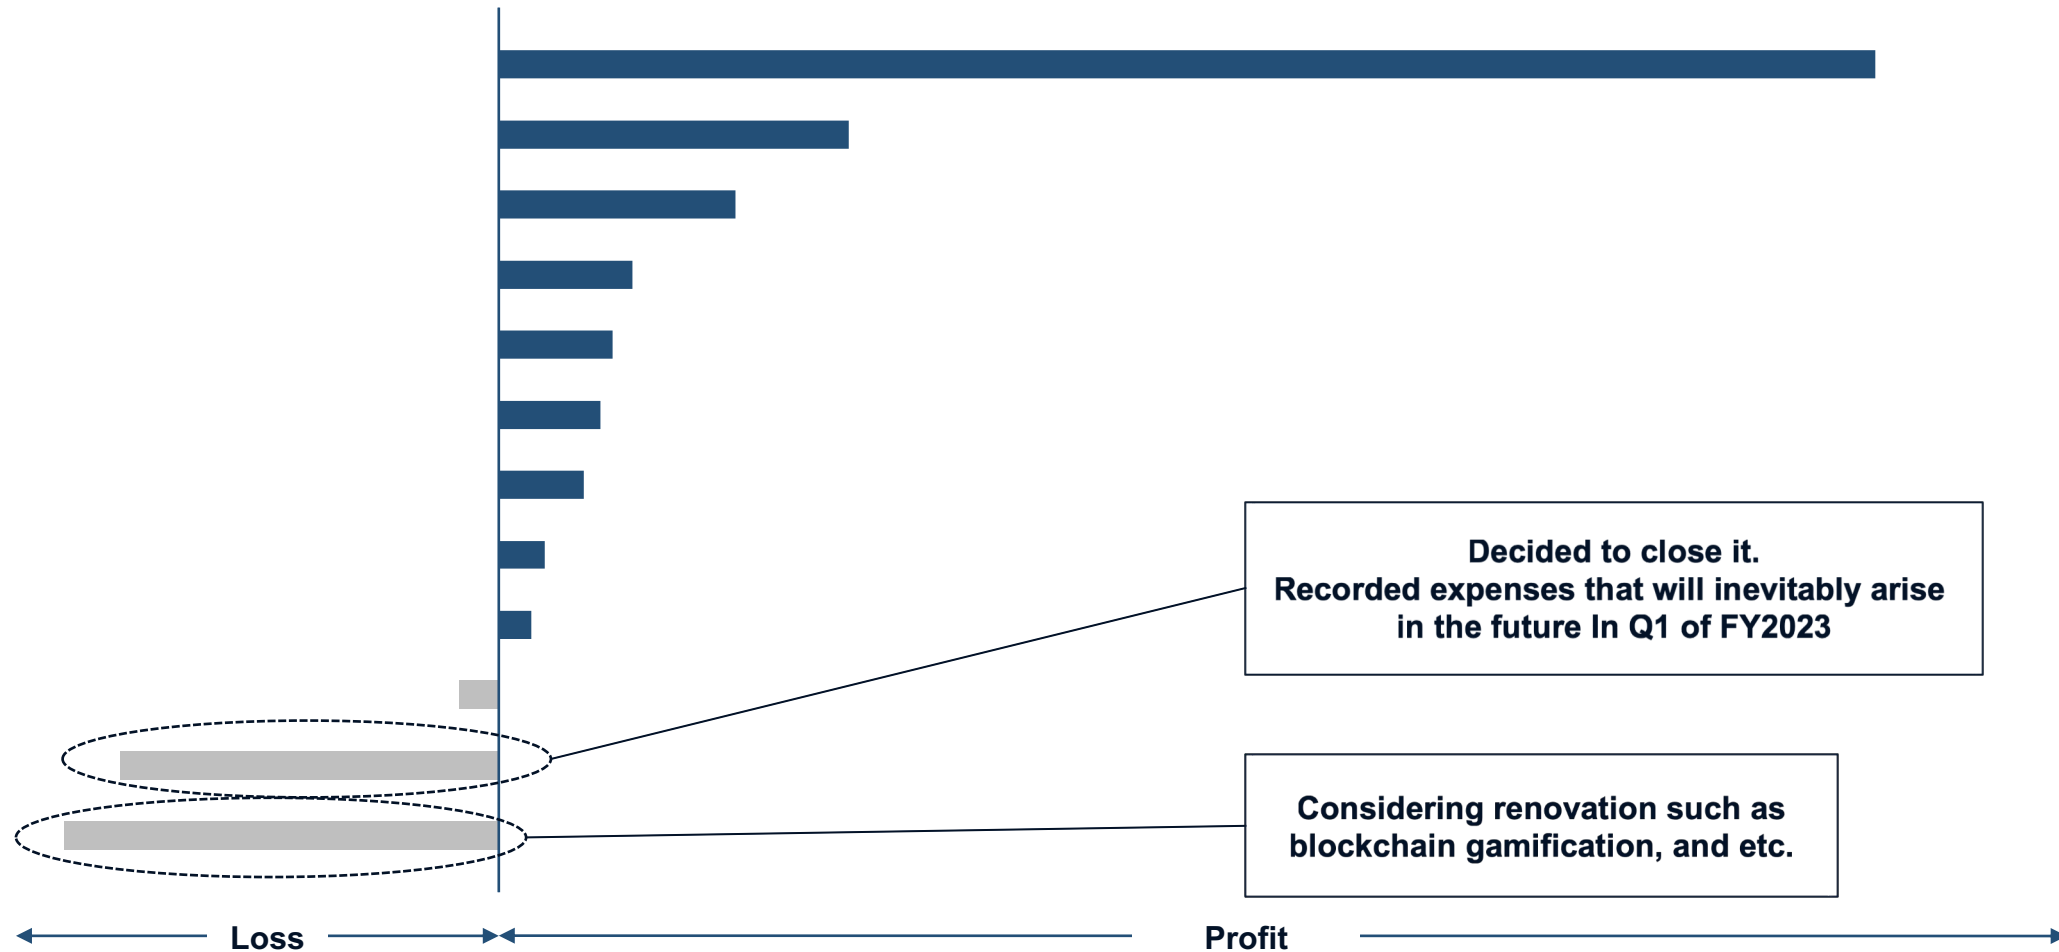 Decided to close it.
Recorded expenses that will inevitably arise
in the future In Q1 of FY2023
Considering renovation such as
blockchain gamification, and etc.
Loss
Profit